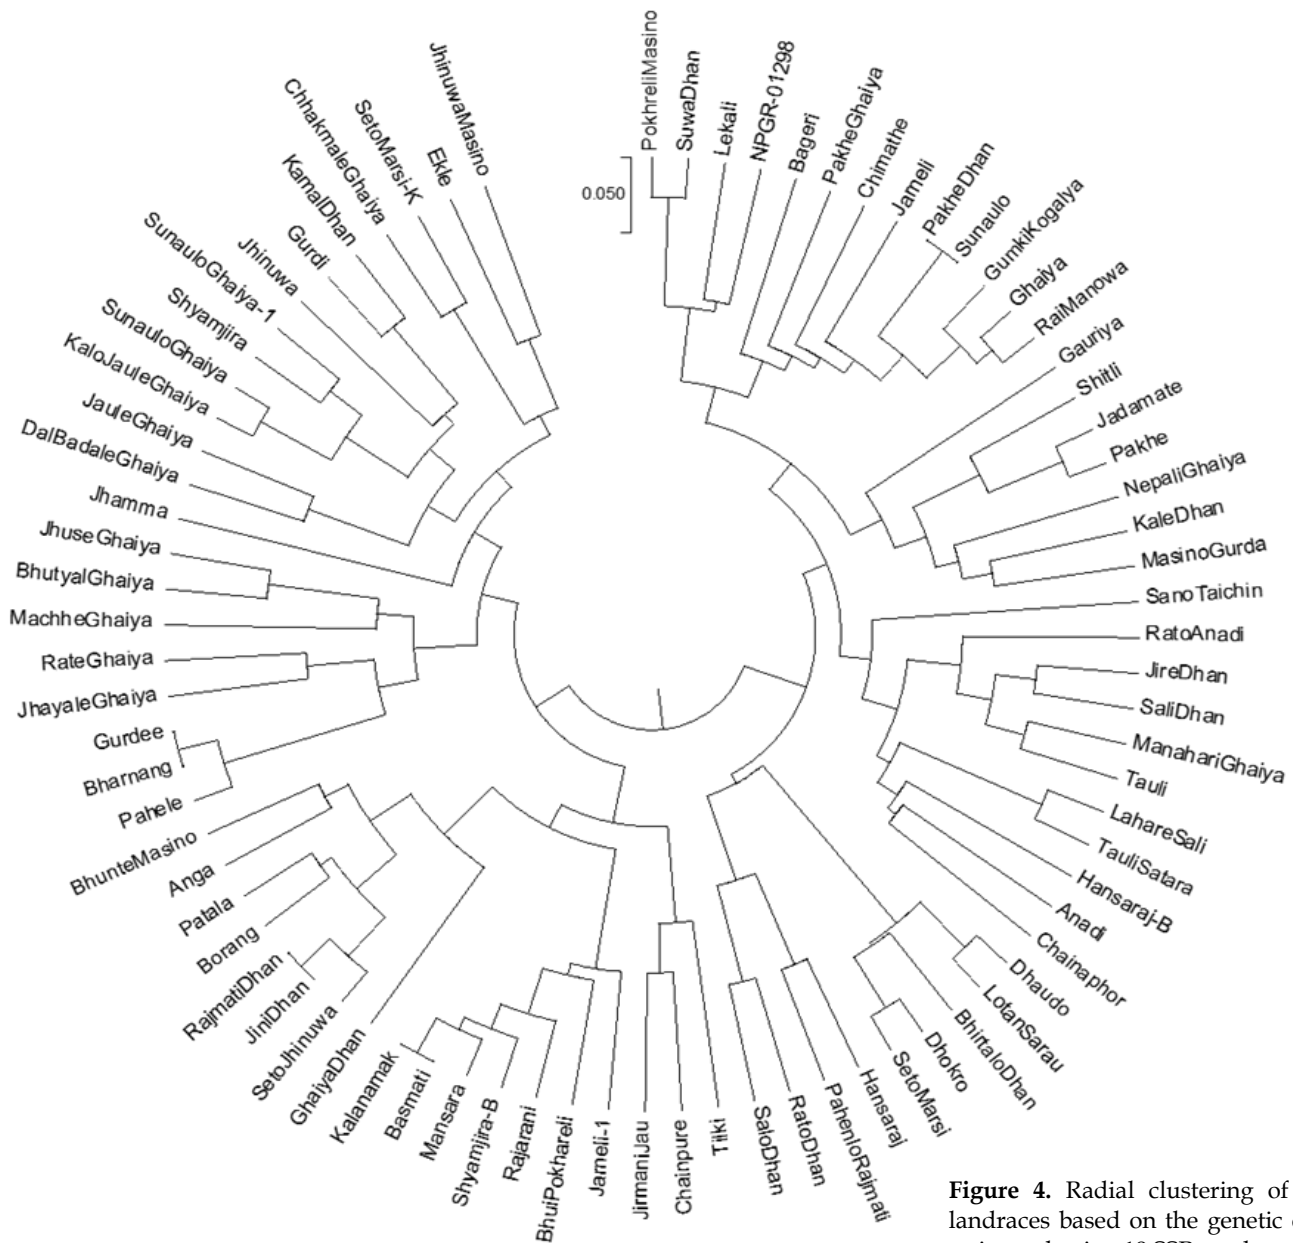 PokhreliMasino
SuwaDhan
Lekali
NPGR-01298
Bageri
PakheGhaiya
Chimathe
Jameli
PakheDhan
Sunaulo
GumkiKogaiya
Ghaiya
RaiManowa
Gauriya
Shitli
Jadamate
Pakhe
NepaliGhaiya
KaleDhan
MasinoGurda
SanoTaichin
RatoAnadi
JireDhan
SaliDhan
ManahariGhaiya
Tauli
LahareSali
TauliSatara
Hansaraj-B
Anadi
Chainaphor
Dhaudo
LotanSarau
BhirtaloDhan
Dhokro
SetoMarsi
Hansaraj
PahenloRajmati
RatoDhan
SaloDhan
Tilki
Chainpure
JirmaniJau
Jameli-1
BhuiPokhareli
Rajarani
Shyamjira-B
Mansara
Basmati
Kalanamak
GhaiyaDhan
SetoJhinuwa
JiniDhan
RajmatiDhan
Borang
Patala
Anga
BhunteMasino
Pahele
Bharnang
Gurdee
JhayaleGhaiya
RateGhaiya
MachheGhaiya
BhutyalGhaiya
JhuseGhaiya
Jhamma
DalBadaleGhaiya
JauleGhaiya
KaloJauleGhaiya
SunauloGhaiya
Shyamjira
SunauloGhaiya-1
Jhinuwa
Gurdi
KamalDhan
ChhakmaleGhaiya
SetoMarsi-K
Ekle
JhinuwaMasino
0.050
Figure 4. Radial clustering of
landraces based on the genetic